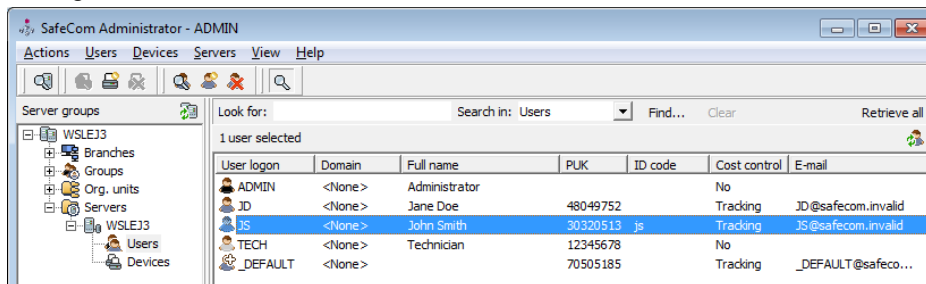 SafeCom Administrator - ADMIN
Actions Users Devices Servers View Help
Server groups
Look for: Search in: Users Find... Clear Retrieve all
WSLEJ3
1 user selected
Branches
Groups
Org. units
Servers
WSLEJ3
Users
Devices
User logon Domain Full name PUK ID code Cost control E-mail
ADMIN <None> Administrator No
JD <None> Jane Doe 48049752 Tracking JD@safecom.invalid
JS <None> John Smith 30320513 js Tracking JS@safecom.invalid
TECH <None> Technician 12345678 No
_DEFAULT <None> 70505185 Tracking _DEFAULT@safeco...